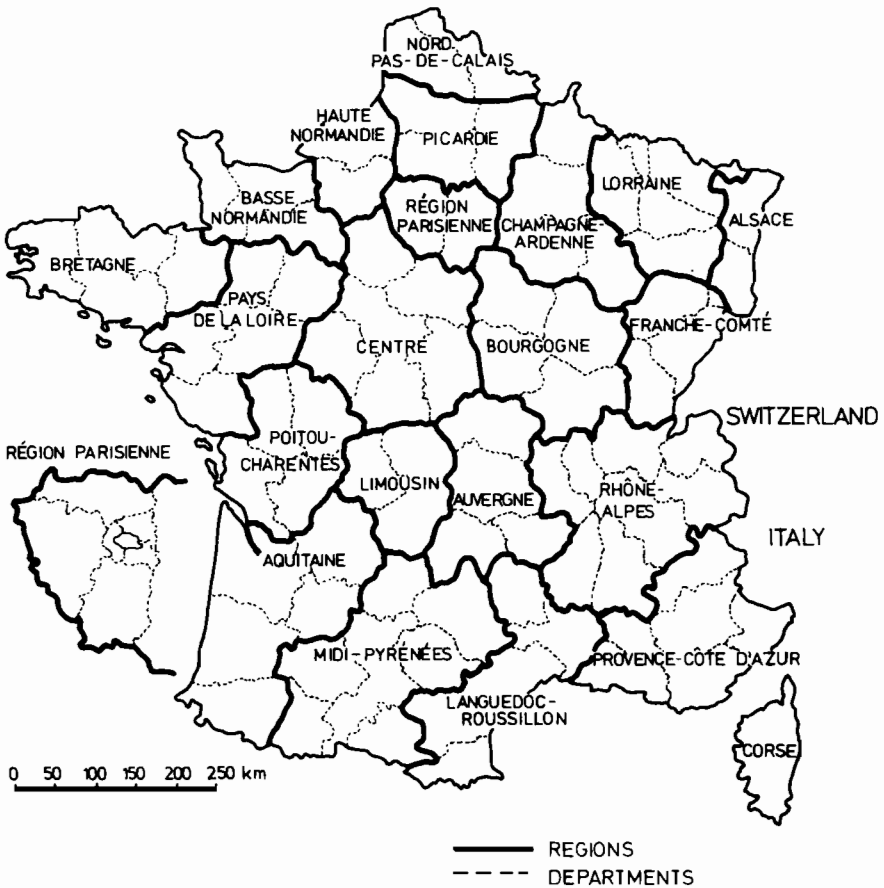 NORD
PAS-DE-CALAIS
HAUTE
NORMANDIE
PICARDIE
BASSE
NORMANDIE
RÉGION
PARISIENNE
CHAMPAGNE-
ARDENNE
LORRAINE
ALSACE
BRETAGNE
PAYS
DE LA LOIRE
CENTRE
BOURGOGNE
FRANCHE-COMTÉ
SWITZERLAND
RÉGION PARISIENNE
POITOU-
CHARENTES
LIMOUSIN
AUVERGNE
RHÔNE-
ALPES
ITALY
AQUITAINE
MIDI-PYRÉNÉES
PROVENCE-CÔTE D'AZUR
LANGUEDOC-
ROUSSILLON
CORSE
0 50 100 150 200 250 km
REGIONS
DEPARTMENTS